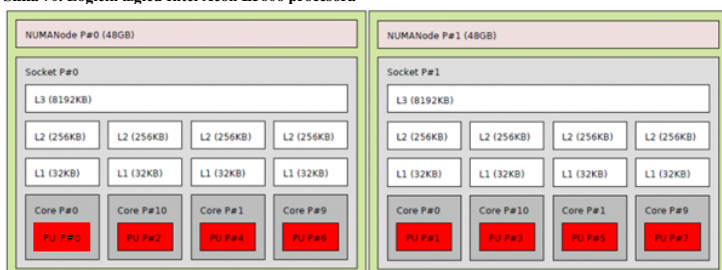 NUMANode P#0 (48GB)
Socket P#0
L3 (8192KB)
L2 (256KB) L2 (256KB) L2 (256KB) L2 (256KB)
L1 (32KB) L1 (32KB) L1 (32KB) L1 (32KB)
Core P#0 Core P#10 Core P#1 Core P#9
PU P#0 PU P#2 PU P#4 PU P#6
NUMANode P#1 (48GB)
Socket P#1
L3 (8192KB)
L2 (256KB) L2 (256KB) L2 (256KB) L2 (256KB)
L1 (32KB) L1 (32KB) L1 (32KB) L1 (32KB)
Core P#0 Core P#10 Core P#1 Core P#9
PU P#1 PU P#3 PU P#5 PU P#7